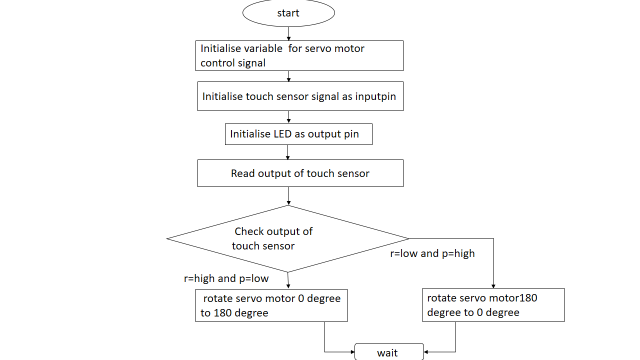 start
Initialise variable  for servo motor
control signal
Initialise touch sensor signal as inputpin
Initialise LED as output pin
Read output of touch sensor
Check output of
touch sensor
r=low and p=high
r=high and p=low
rotate servo motor 0 degree
to 180 degree
rotate servo motor180
degree to 0 degree
wait